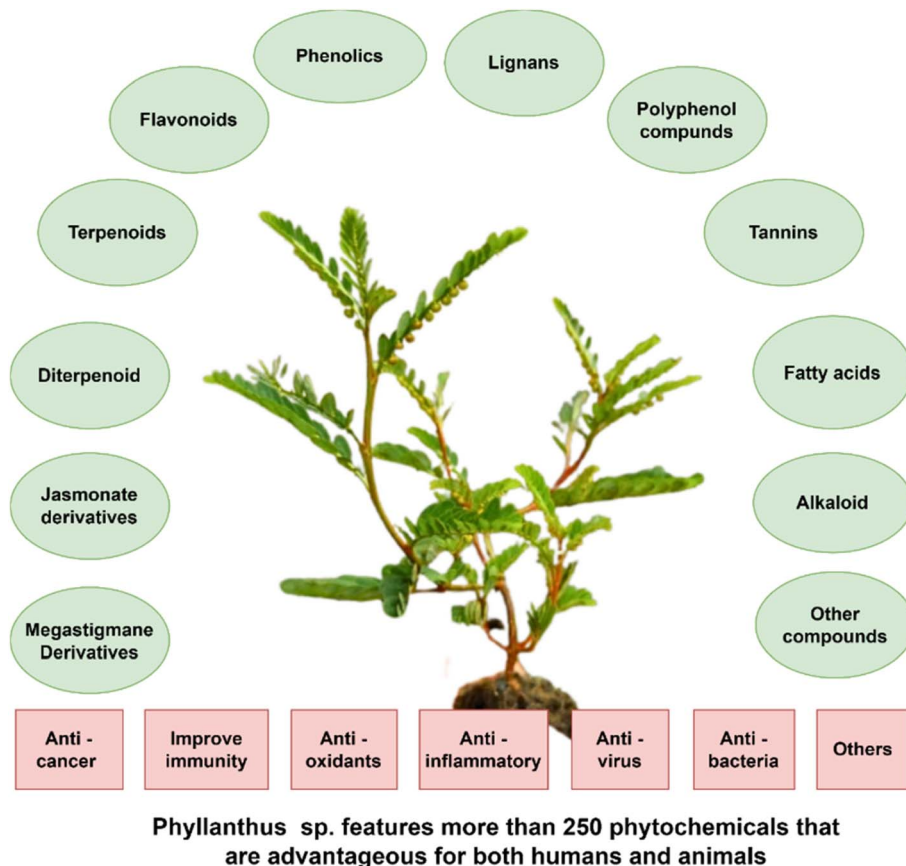 Phenolics
Lignans
Flavonoids
Polyphenol
compunds
Terpenoids
Tannins
Diterpenoid
Fatty acids
Jasmonate
derivatives
Alkaloid
Megastigmane
Derivatives
Other
compounds
Anti -
cancer
Improve
immunity
Anti -
oxidants
Anti -
inflammatory
Anti -
virus
Anti -
bacteria
Others
Phyllanthus sp. features more than 250 phytochemicals that
are advantageous for both humans and animals